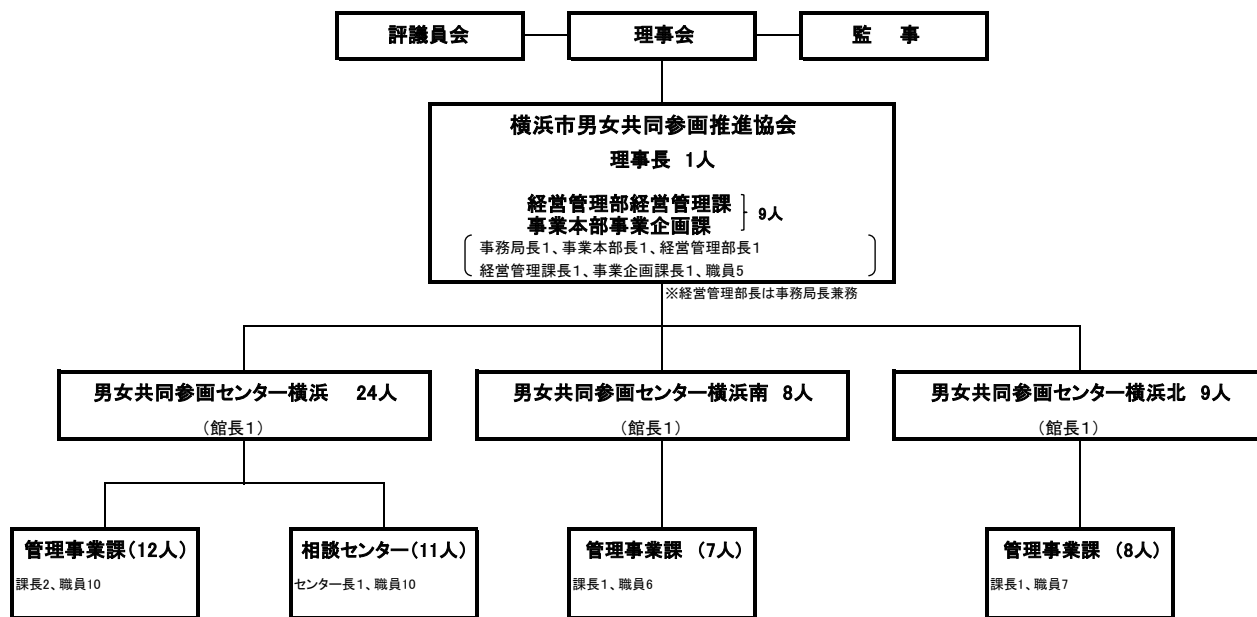 評議員会
理事会
監　事
横浜市男女共同参画推進協会
理事長 1人
経営管理部経営管理課
事業本部事業企画課
9人
事務局長1、事業本部長1、経営管理部長1
経営管理課長1、事業企画課長1、職員5
※経営管理部長は事務局長兼務
男女共同参画センター横浜　24人
(館長1)
男女共同参画センター横浜南 8人
(館長1)
男女共同参画センター横浜北 9人
(館長1)
管理事業課(12人)
課長2、職員10
相談センター(11人)
センター長1、職員10
管理事業課 (7人)
課長1、職員6
管理事業課 (8人)
課長1、職員7